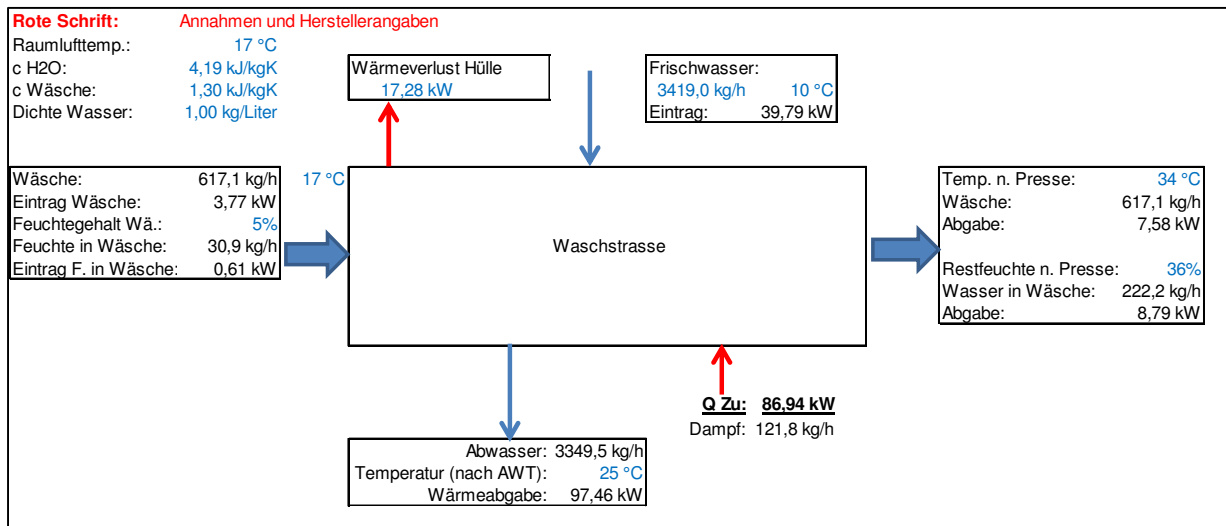 Rote Schrift: Annahmen und Herstellerangaben
Raumlufttemp.: 17 °C
c H2O: 4,19 kJ/kgK
c Wäsche: 1,30 kJ/kgK
Dichte Wasser: 1,00 kg/Liter
Wärmeverlust Hülle
17,28 kW
Frischwasser:
3419,0 kg/h 10 °C
Eintrag: 39,79 kW
Wäsche: 617,1 kg/h 17 °C
Eintrag Wäsche: 3,77 kW
Feuchtegehalt Wä.: 5%
Feuchte in Wäsche: 30,9 kg/h
Eintrag F. in Wäsche: 0,61 kW
Waschstrasse
Temp. n. Presse: 34 °C
Wäsche: 617,1 kg/h
Abgabe: 7,58 kW
Restfeuchte n. Presse: 36%
Wasser in Wäsche: 222,2 kg/h
Abgabe: 8,79 kW
Q Zu: 86,94 kW
Dampf: 121,8 kg/h
Abwasser: 3349,5 kg/h
Temperatur (nach AWT): 25 °C
Wärmeabgabe: 97,46 kW